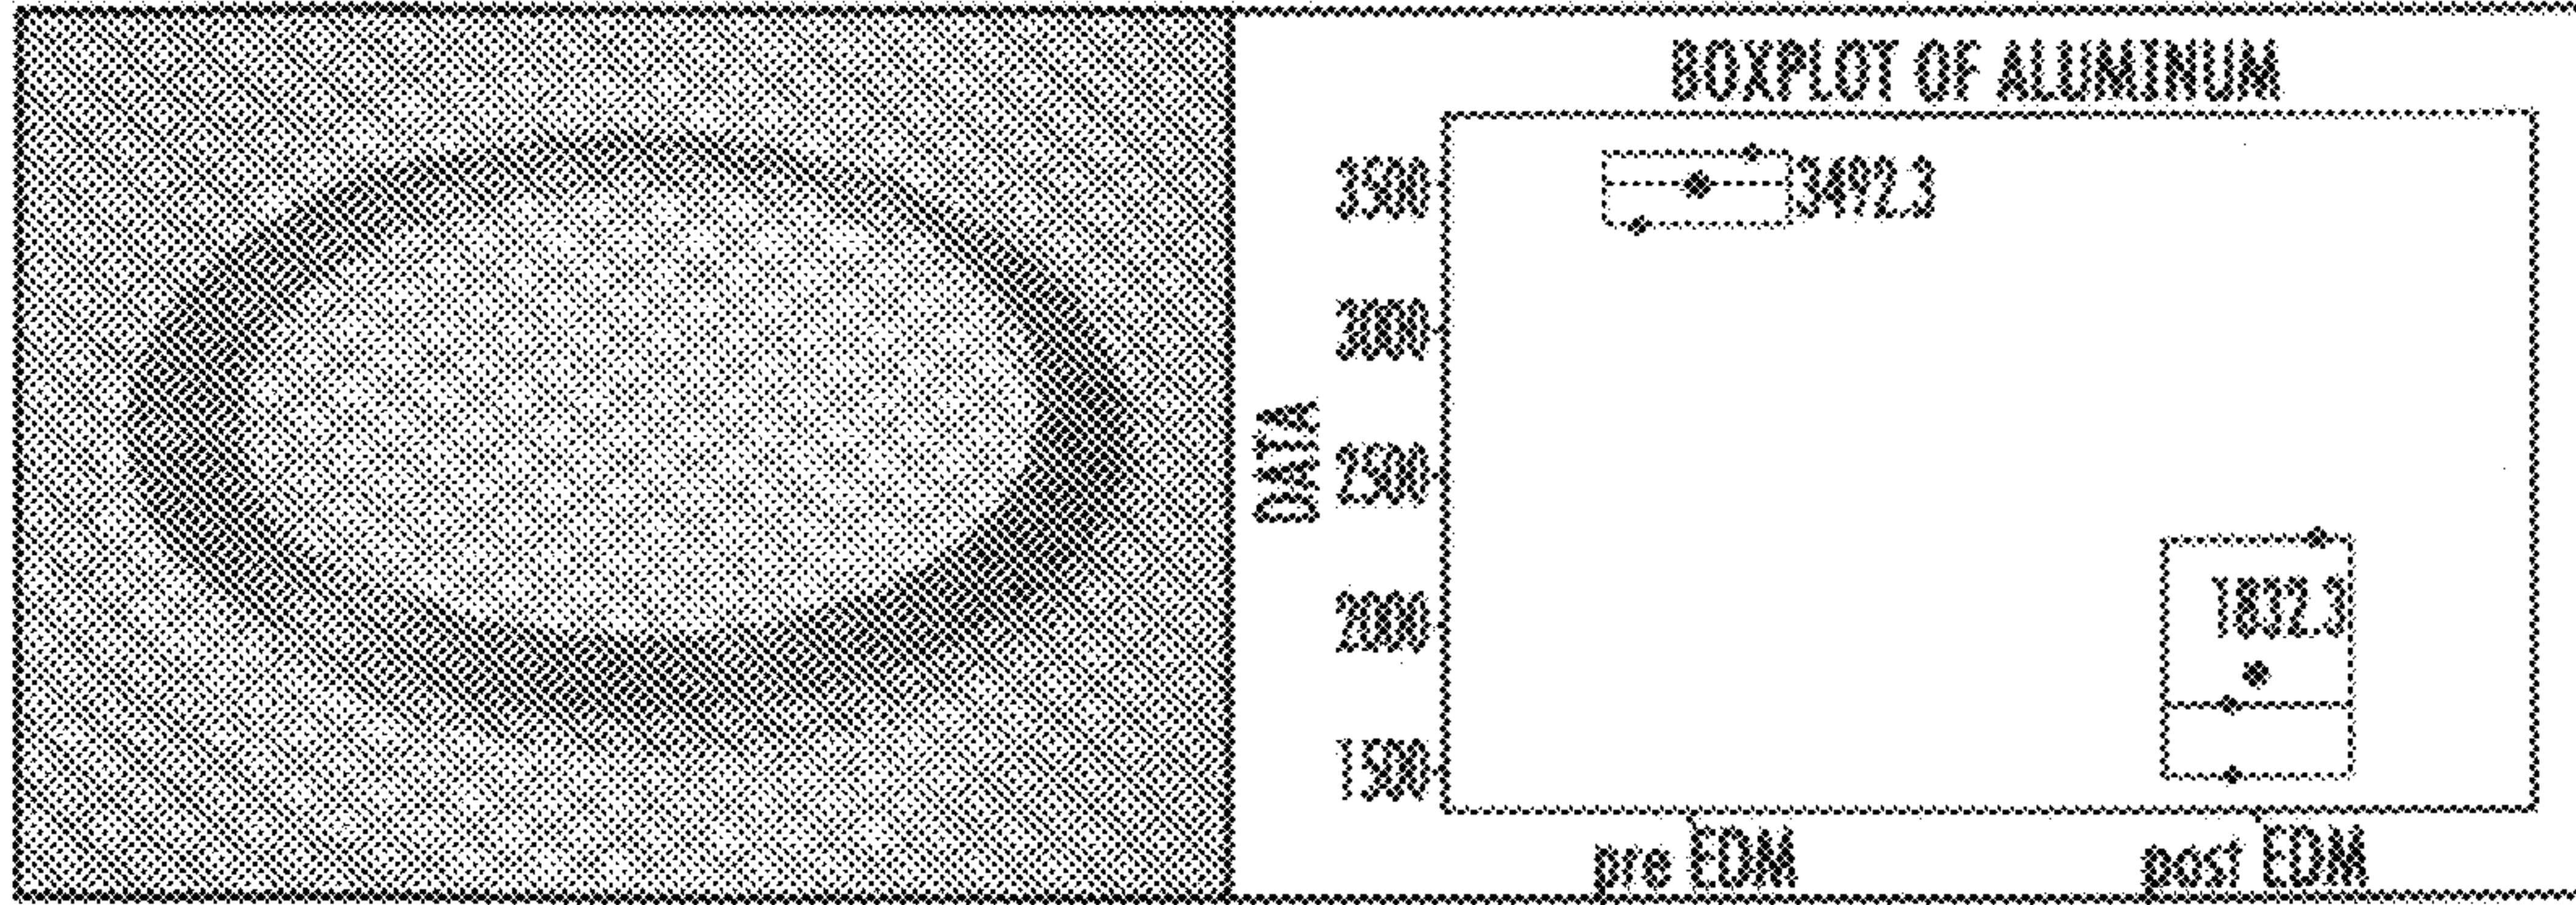 BOXPLOT OF ALUMINUM
3500
3492.3
3000
DATA
2500
2000
1832.3
1500
pre EDM
post EDM